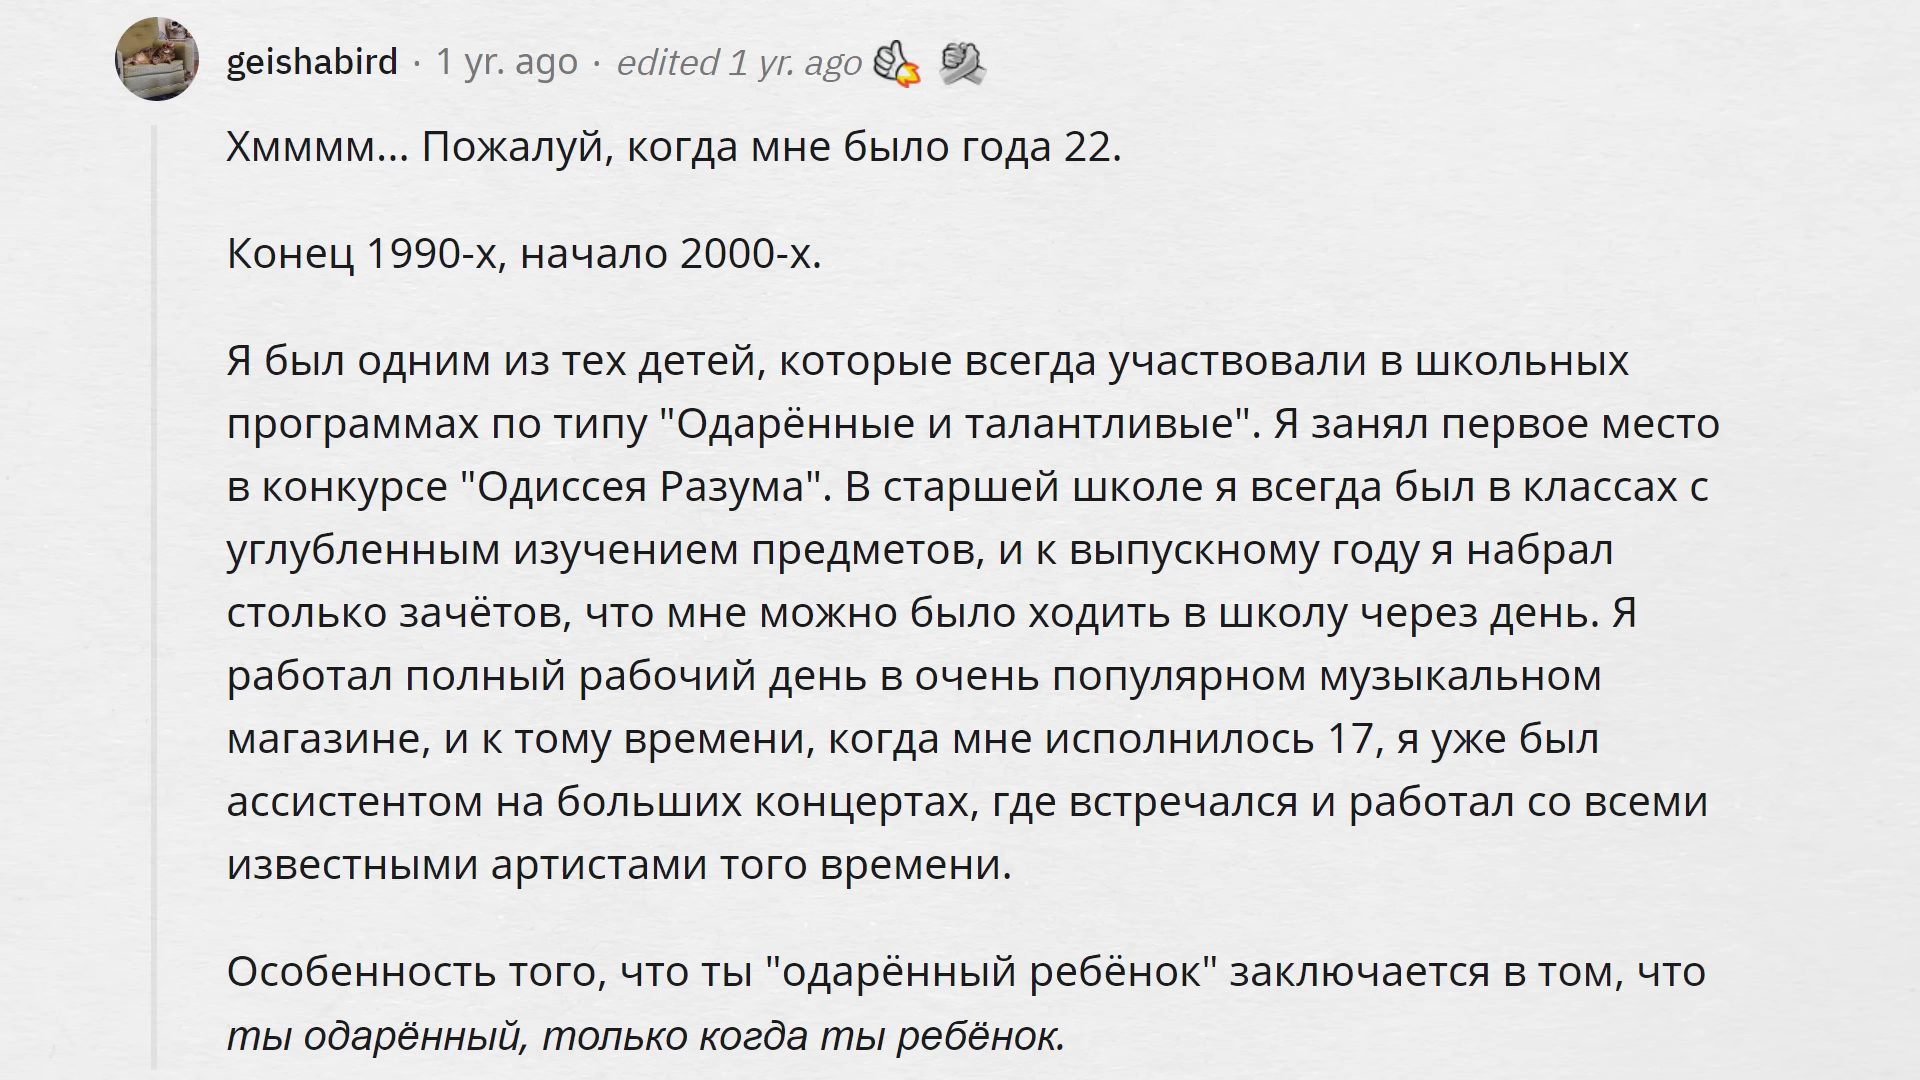 geishabird · 1 yr. ago · edited 1 yr. ago
Хмммм... Пожалуй, когда мне было года 22.
Конец 1990-х, начало 2000-х.
Я был одним из тех детей, которые всегда участвовали в школьных
программах по типу "Одарённые и талантливые". Я занял первое место
в конкурсе "Одиссея Разума". В старшей школе я всегда был в классах с
углубленным изучением предметов, и к выпускному году я набрал
столько зачётов, что мне можно было ходить в школу через день. Я
работал полный рабочий день в очень популярном музыкальном
магазине, и к тому времени, когда мне исполнилось 17, я уже был
ассистентом на больших концертах, где встречался и работал со всеми
известными артистами того времени.
Особенность того, что ты "одарённый ребёнок" заключается в том, что
ты одарённый, только когда ты ребёнок.